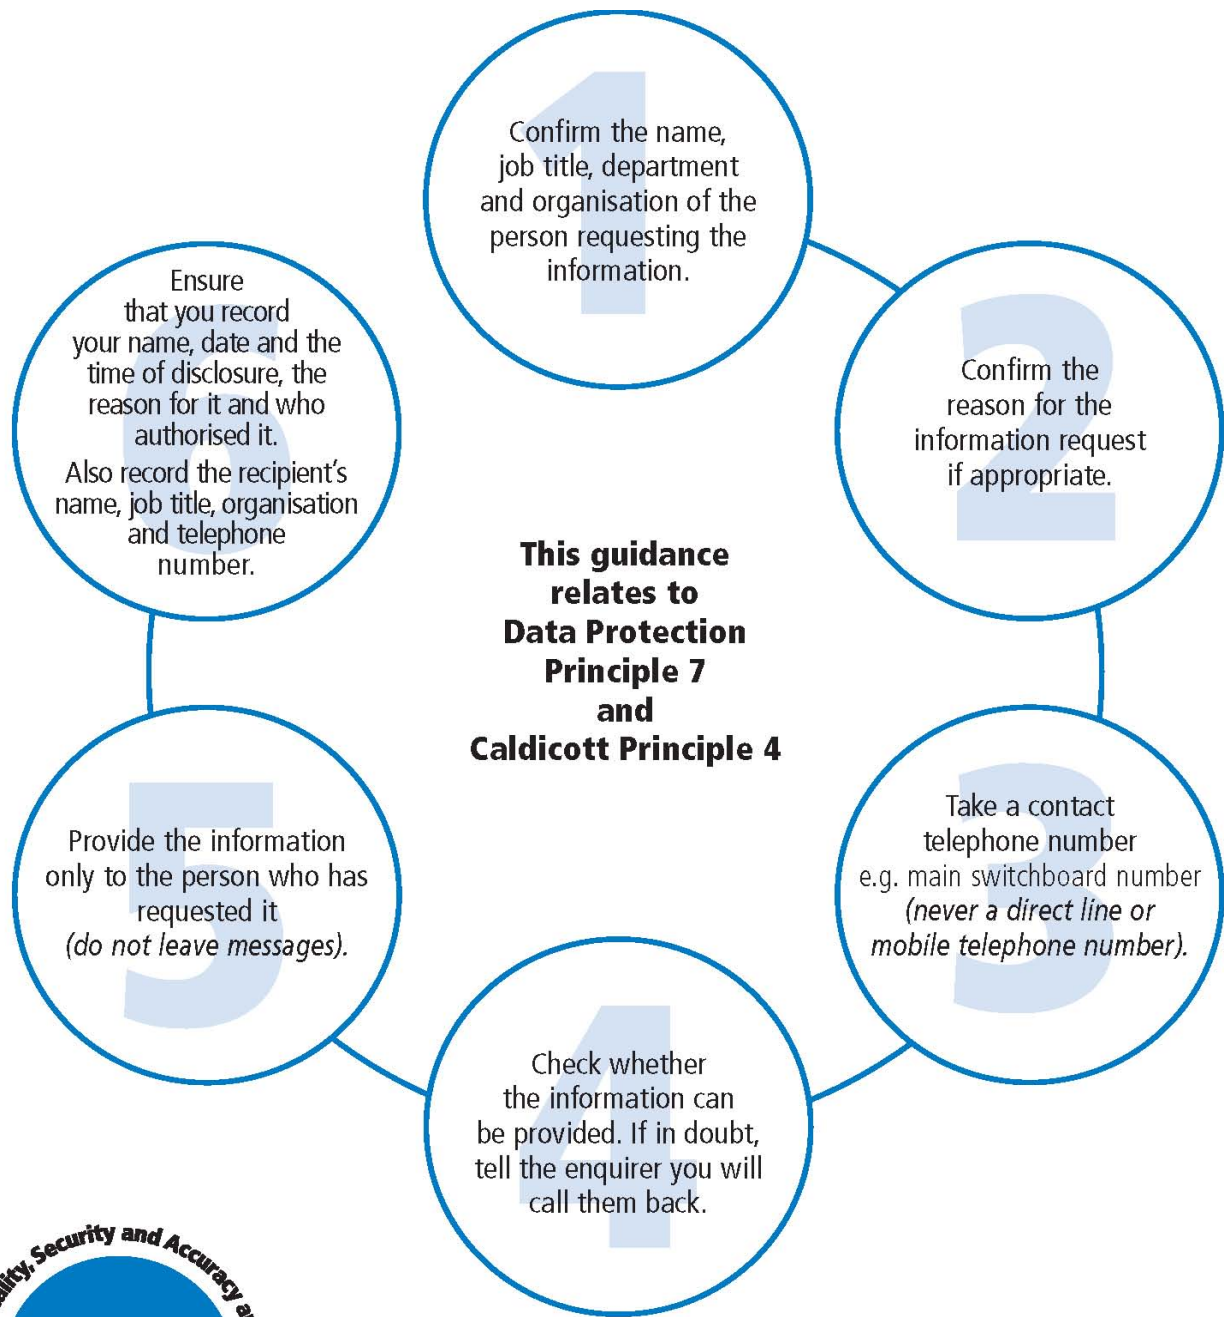 1
Confirm the name,
job title, department
and organisation of the
person requesting the
information.
2
Confirm the
reason for the
information request
if appropriate.
3
Take a contact
telephone number
e.g. main switchboard number
(never a direct line or
mobile telephone number).
4
Check whether
the information can
be provided. If in doubt,
tell the enquirer you will
call them back.
5
Provide the information
only to the person who has
requested it
(do not leave messages).
6
Ensure
that you record
your name, date and the
time of disclosure, the
reason for it and who
authorised it.
Also record the recipient's
name, job title, organisation
and telephone
number.
This guidance
relates to
Data Protection
Principle 7
and
Caldicott Principle 4
Security and Accuracy